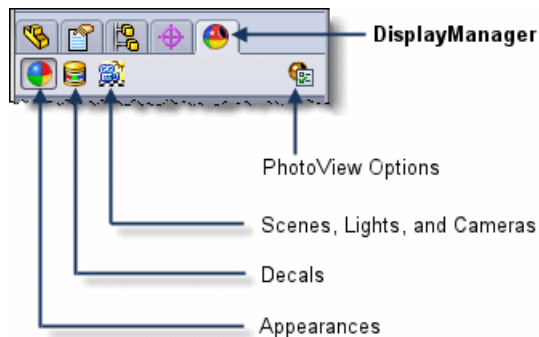 DisplayManager
PhotoView Options
Scenes, Lights, and Cameras
Decals
Appearances